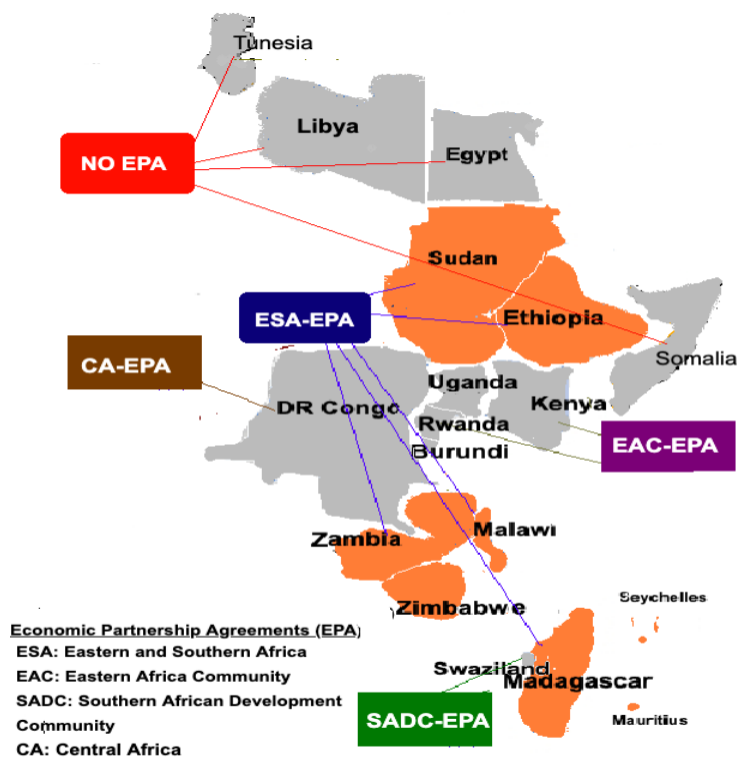 Tunesia
Libya
NO EPA
Egypt
Sudan
ESA-EPA
Ethiopia
Somalia
CA-EPA
Uganda
DR Congo
Kenya
Rwanda
EAC-EPA
Burundi
Malawi
Zambia
Zimbabwe
Seychelles
Economic Partnership Agreements (EPA)
ESA: Eastern and Southern Africa
EAC: Eastern Africa Community
SADC: Southern African Development
Community
CA: Central Africa
Swaziland
Madagascar
SADC-EPA
Mauritius